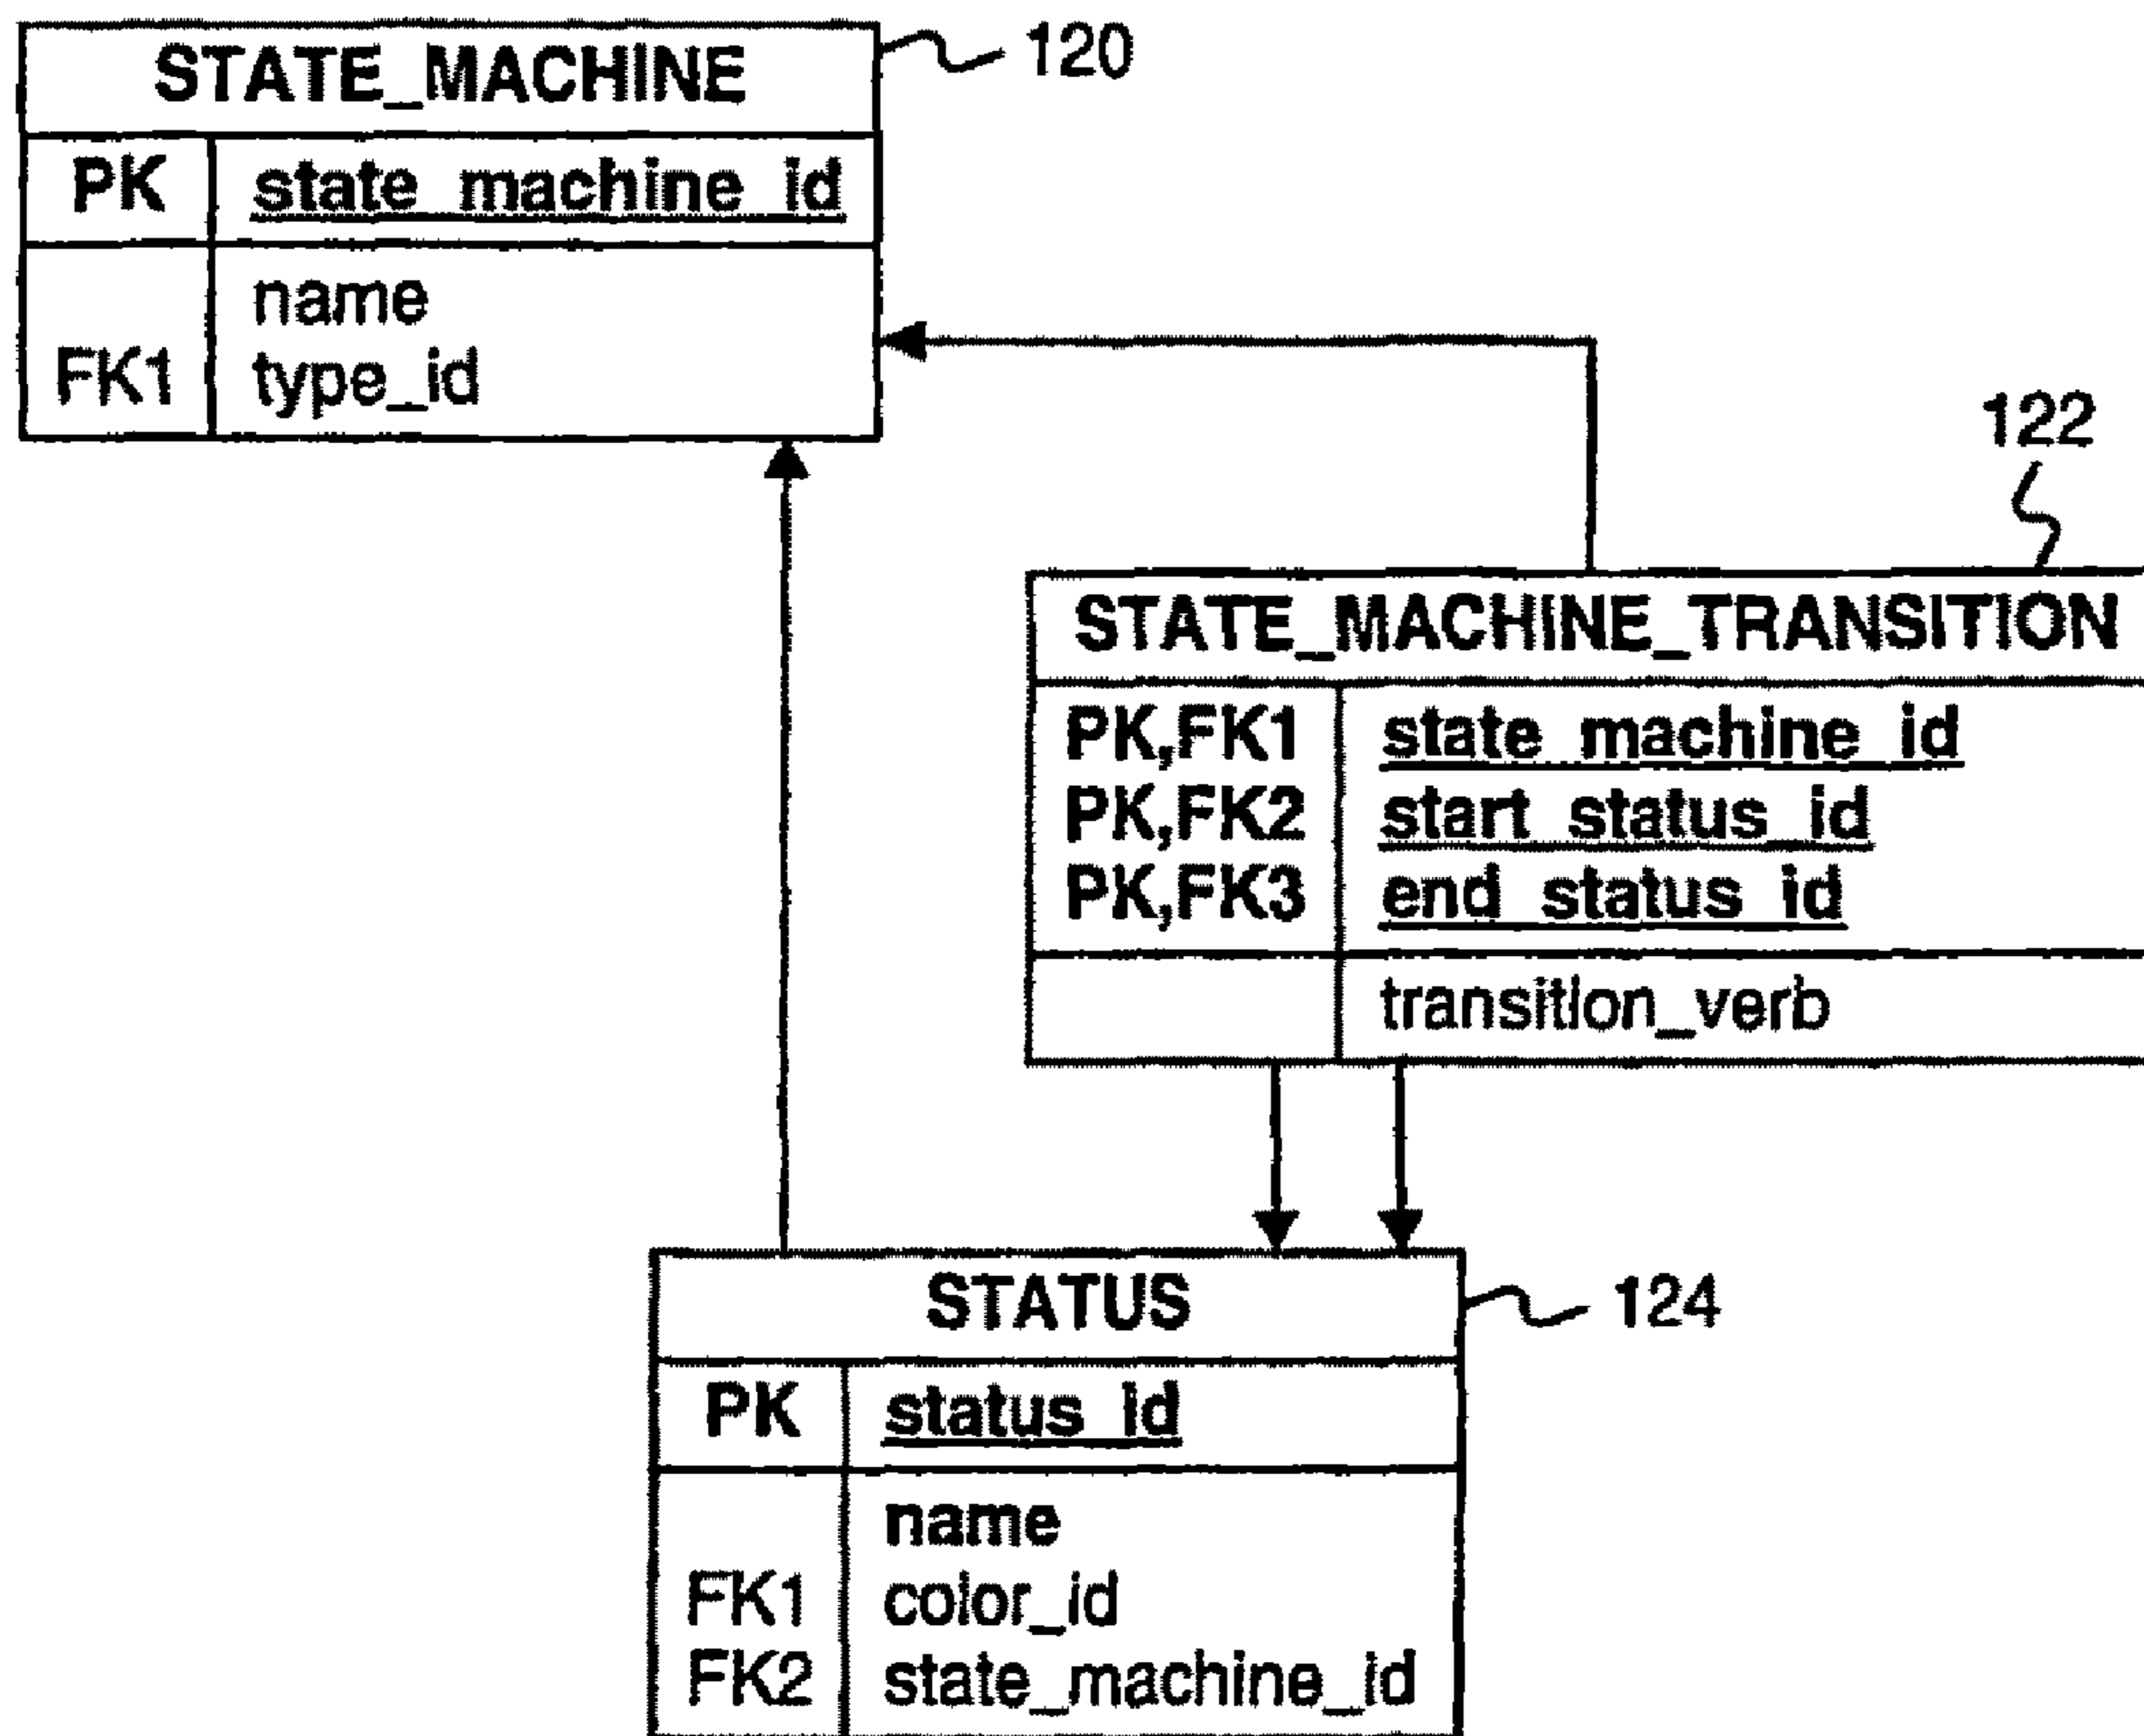 STATE_MACHINE
120
PK state_machine_id
name
FK1 type_id
122
STATE_MACHINE_TRANSITION
PK,FK1 state_machine_id
PK,FK2 start_status_id
PK,FK3 end_status_id
transition_verb
STATUS
124
PK status_id
name
FK1 color_id
FK2 state_machine_id